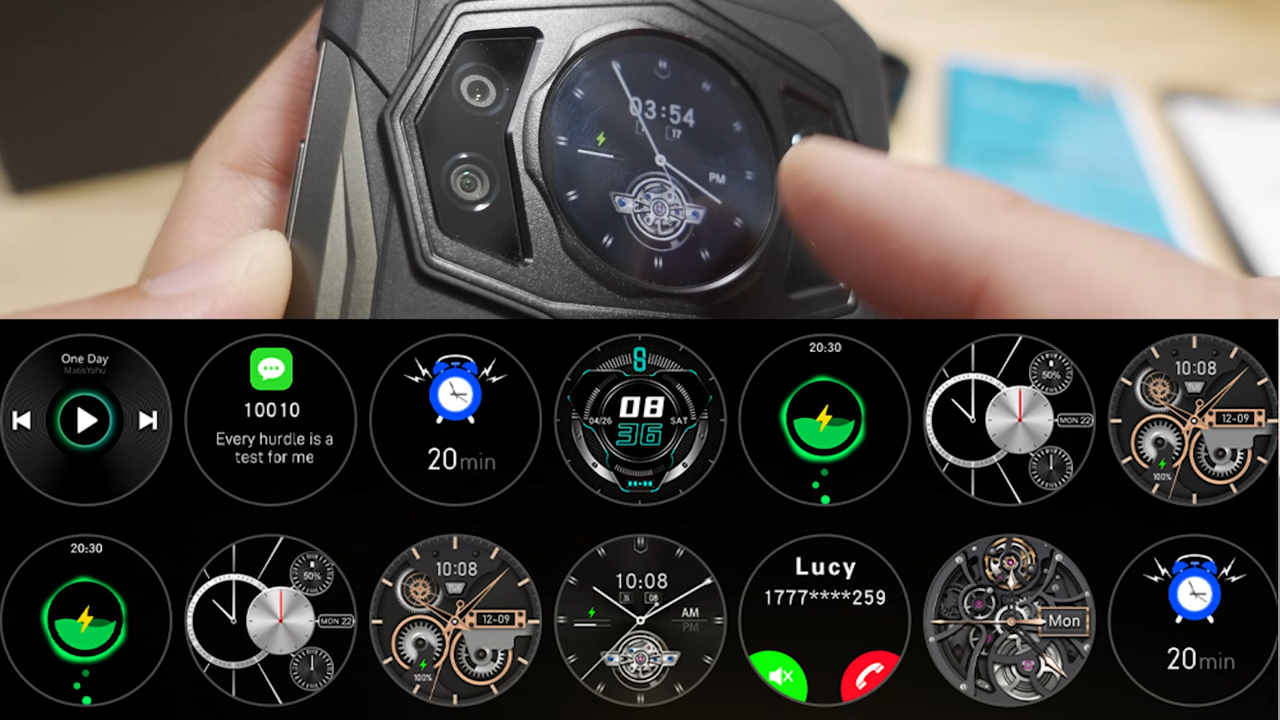 03:54
17
PM
One Day
MatisYahu
10010
Every hurdle is a
test for me
20min
04/26
08
36
SAT
20:30
50%
MON 22
10:08
TUE
12-09
100%
20:30
50%
MON 22
10:08
TUE
12-09
100%
10:08
08
AM
PM
Lucy
1777****259
Mon
20min